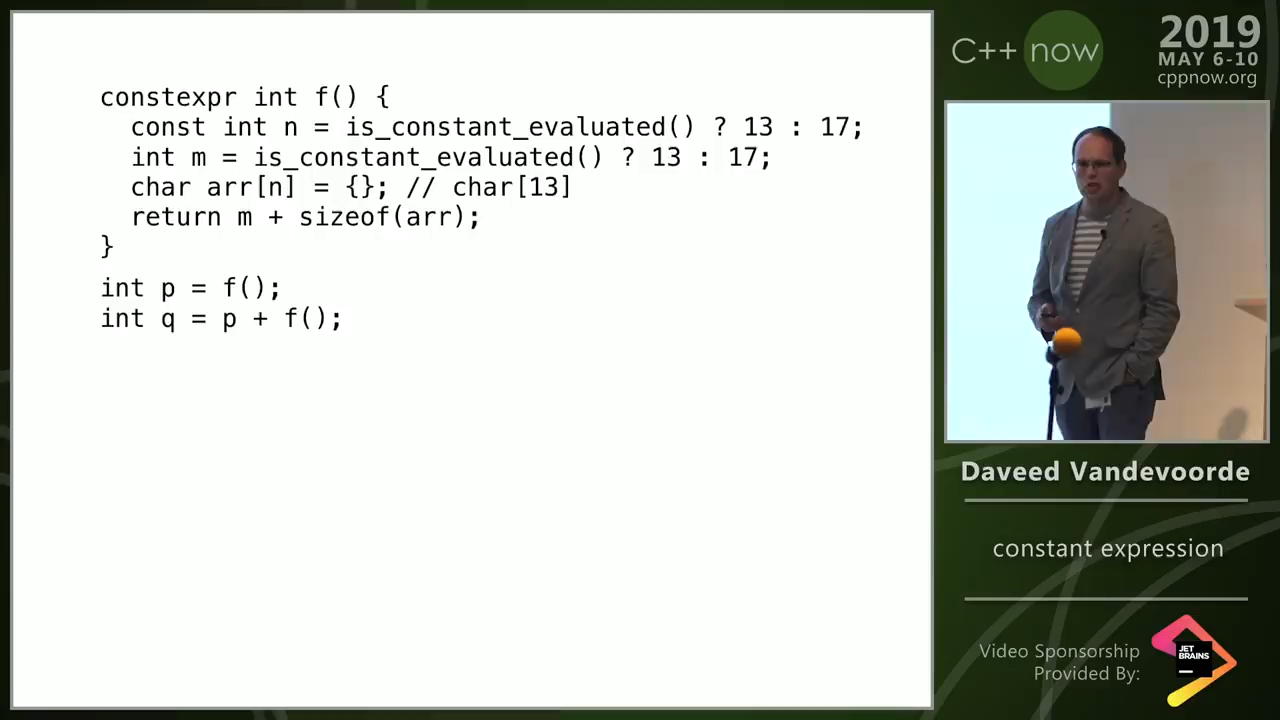 constexpr int f() {
  const int n = is_constant_evaluated() ? 13 : 17;
  int m = is_constant_evaluated() ? 13 : 17;
  char arr[n] = {}; // char[13]
  return m + sizeof(arr);
}
int p = f();
int q = p + f();
C++ now
2019
MAY 6-10
cppnow.org
Daveed Vandevoorde
constant expression
Video Sponsorship
Provided By:
JET
BRAINS